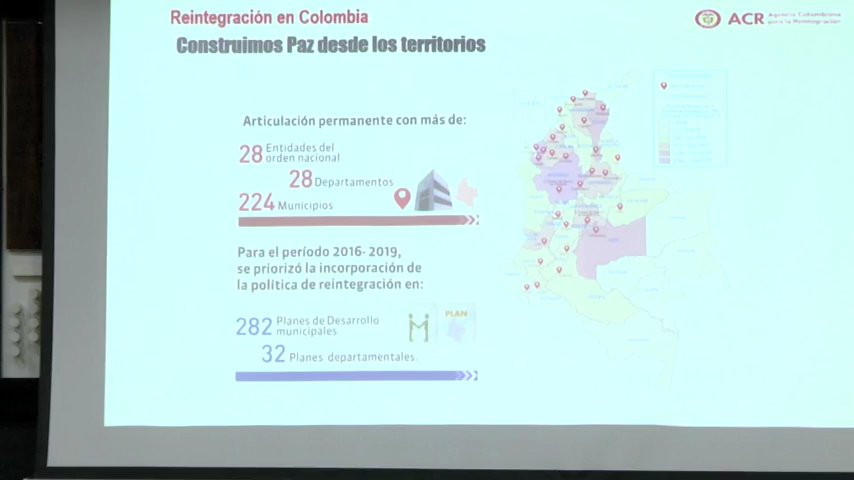 Reintegración en Colombia
Construimos Paz desde los territorios
ACR Agencia Colombiana
para la Reintegración
Articulación permanente con más de:
28 Entidades del
orden nacional
28 Departamentos
224 Municipios
Para el período 2016-2019,
se priorizó la incorporación de
la política de reintegración en:
282 Planes de Desarrollo
municipales
PLAN
32 Planes departamentales.